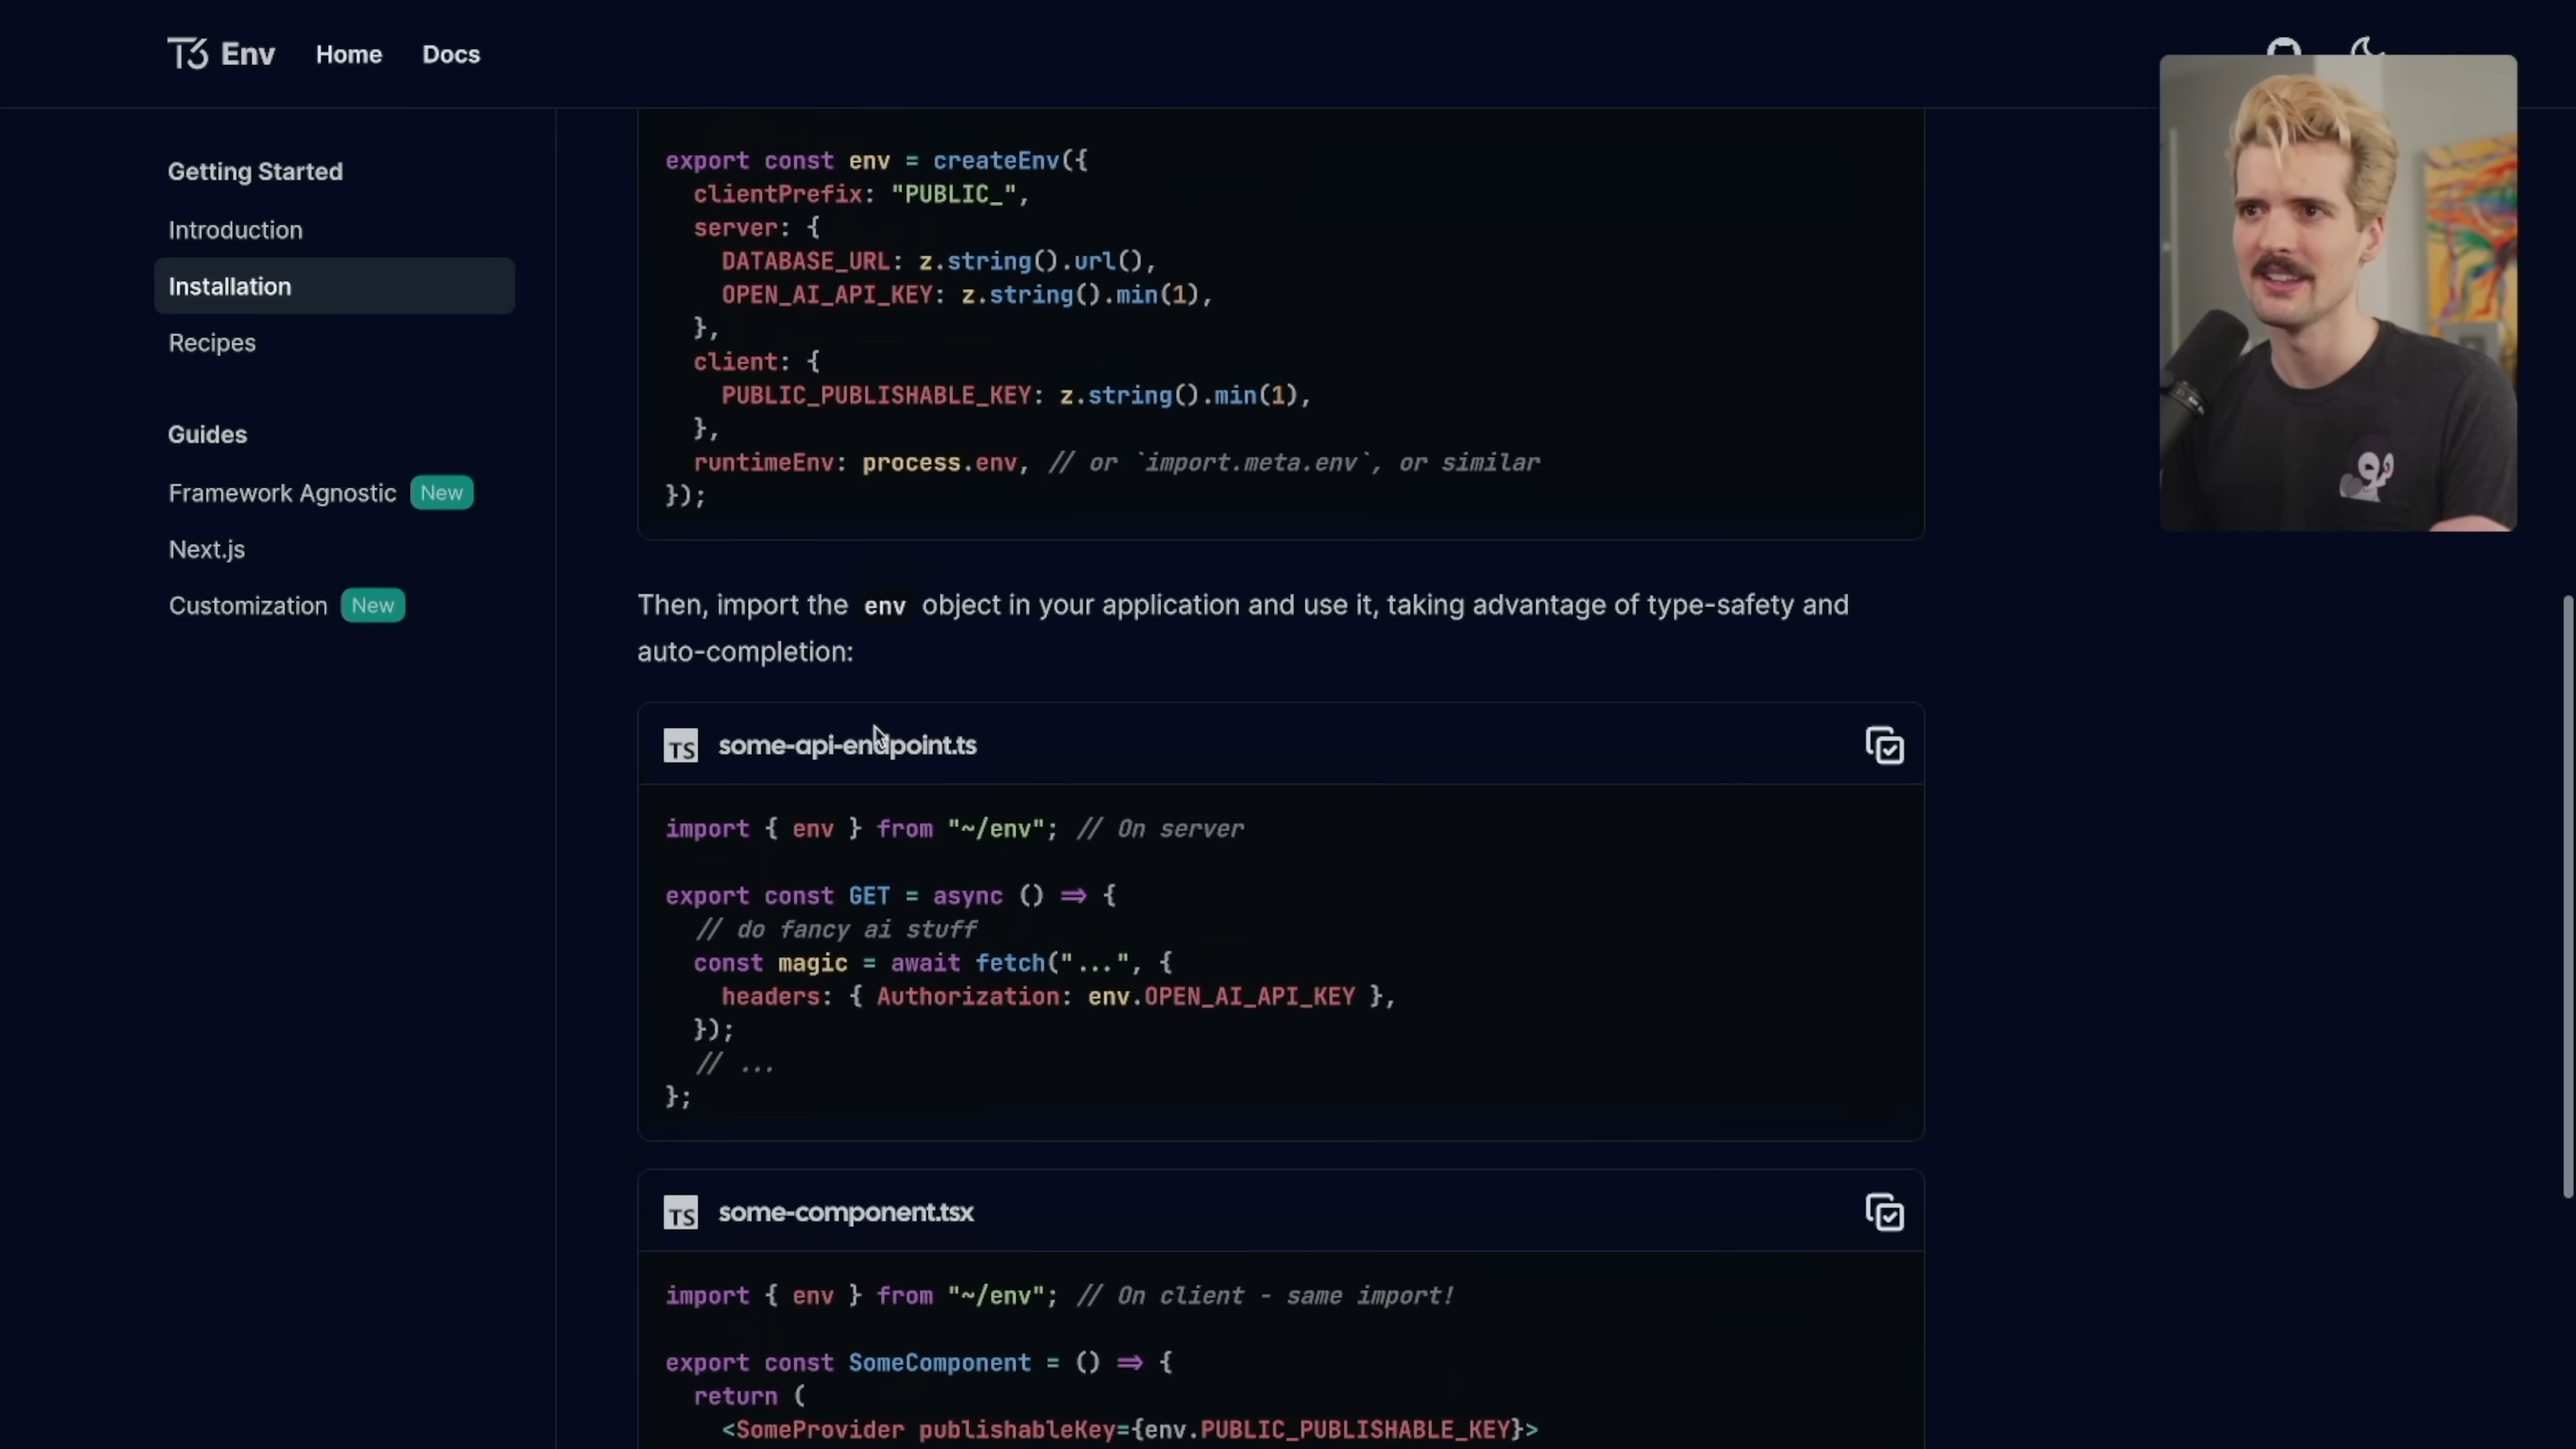 T3 Env Home Docs
Getting Started
Introduction
Installation
Recipes
Guides
Framework Agnostic New
Next.js
Customization New
export const env = createEnv({
clientPrefix: "PUBLIC_",
server: {
DATABASE_URL: z.string().url(),
OPEN_AI_API_KEY: z.string().min(1),
},
client: {
PUBLIC_PUBLISHABLE_KEY: z.string().min(1),
},
runtimeEnv: process.env, // or `import.meta.env`, or similar
});
Then, import the env object in your application and use it, taking advantage of type-safety and
auto-completion:
TS some-api-endpoint.ts
import { env } from "~/env"; // On server
export const GET = async () => {
// do fancy ai stuff
const magic = await fetch("...", {
headers: { Authorization: env.OPEN_AI_API_KEY },
});
// ...
};
TS some-component.tsx
import { env } from "~/env"; // On client - same import!
export const SomeComponent = () => {
return (
<SomeProvider publishableKey={env.PUBLIC_PUBLISHABLE_KEY}>